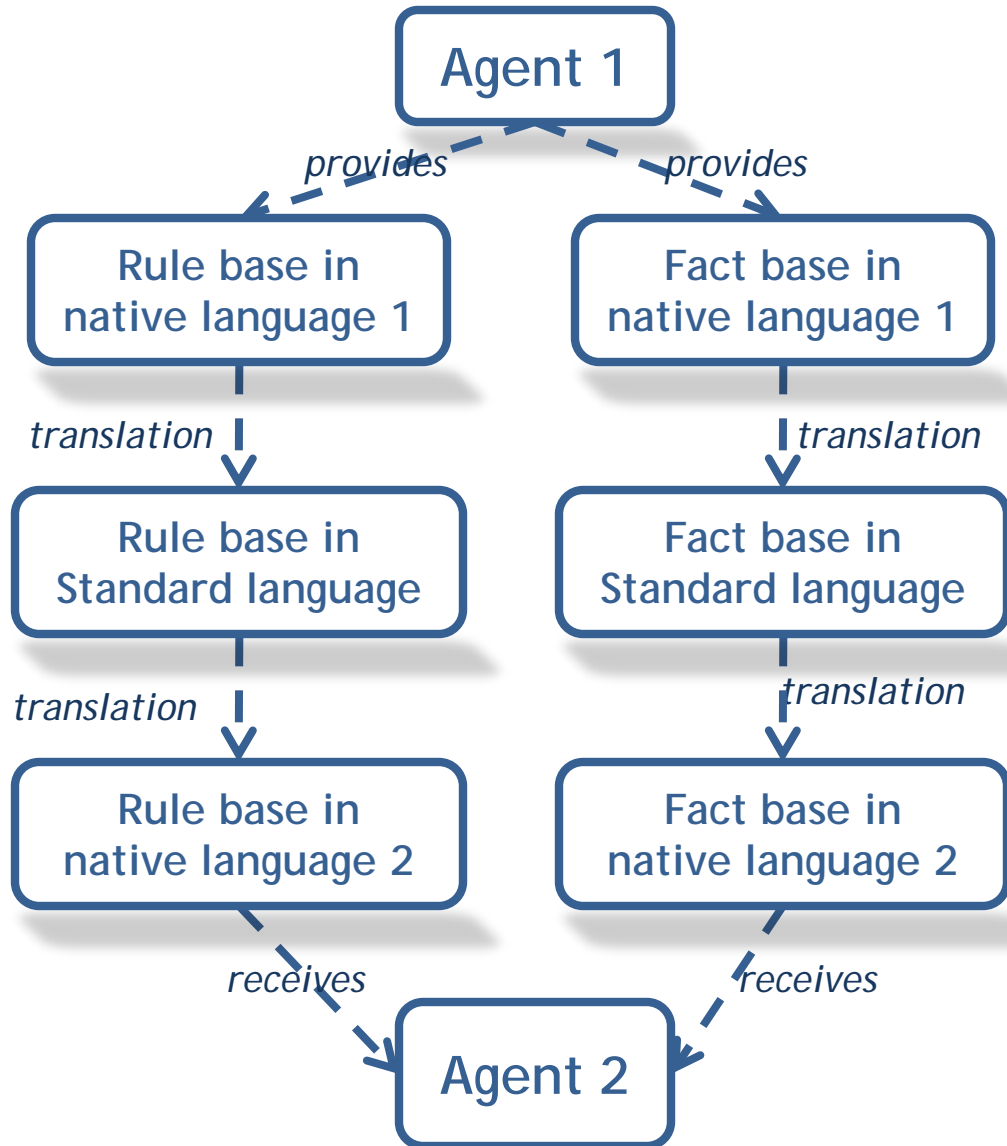 Agent 1
provides
provides
Rule base in
native language 1
Fact base in
native language 1
translation
translation
Rule base in
Standard language
Fact base in
Standard language
translation
translation
Rule base in
native language 2
Fact base in
native language 2
receives
receives
Agent 2